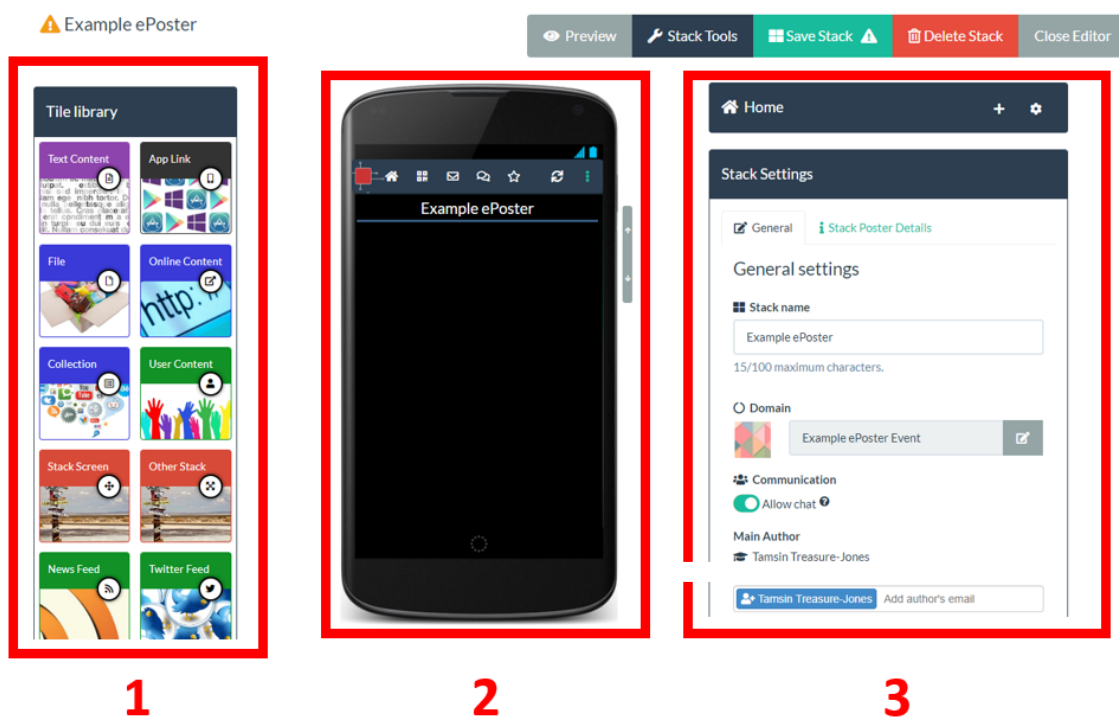 Example ePoster
Preview
Stack Tools
Save Stack
Delete Stack
Close Editor
Tile library
Text Content
App Link
File
Online Content
http:
Collection
User Content
Stack Screen
Other Stack
News Feed
Twitter Feed
Example ePoster
Home
Stack Settings
General
Stack Poster Details
General settings
Stack name
Example ePoster
15/100 maximum characters.
Domain
Example ePoster Event
Communication
Allow chat
Main Author
Tamsin Treasure-Jones
Tamsin Treasure-Jones Add author's email
1
2
3